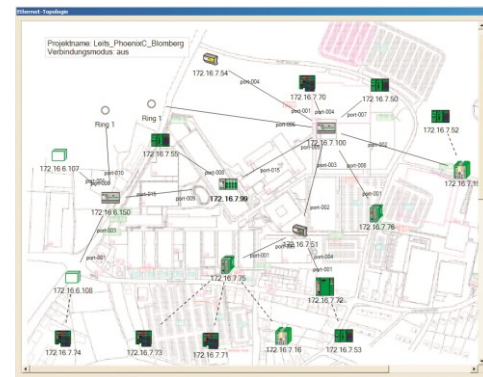 Ethernet-Topologie
Projektname: Leits_PhoenixC_Blomberg
Verbindungsmodus: aus
172.16.7.54
port-004
172.16.7.70
port-001
port-004
172.16.7.50
port-007
port-006
172.16.7.100
port-002
172.16.7.52
Ring 1
Ring 1
172.16.7.55
port-008
port-015
port-003
port-008
172.16.6.107
port-010
172.16.7.99
port-001
172.16.6.150
port-003
port-002
172.16.7.76
172.16.7.51
port-001
port-001
port-004
port-001
172.16.6.108
172.16.7.75
172.16.7.72
172.16.7.74
172.16.7.73
172.16.7.71
172.16.7.16
172.16.7.53